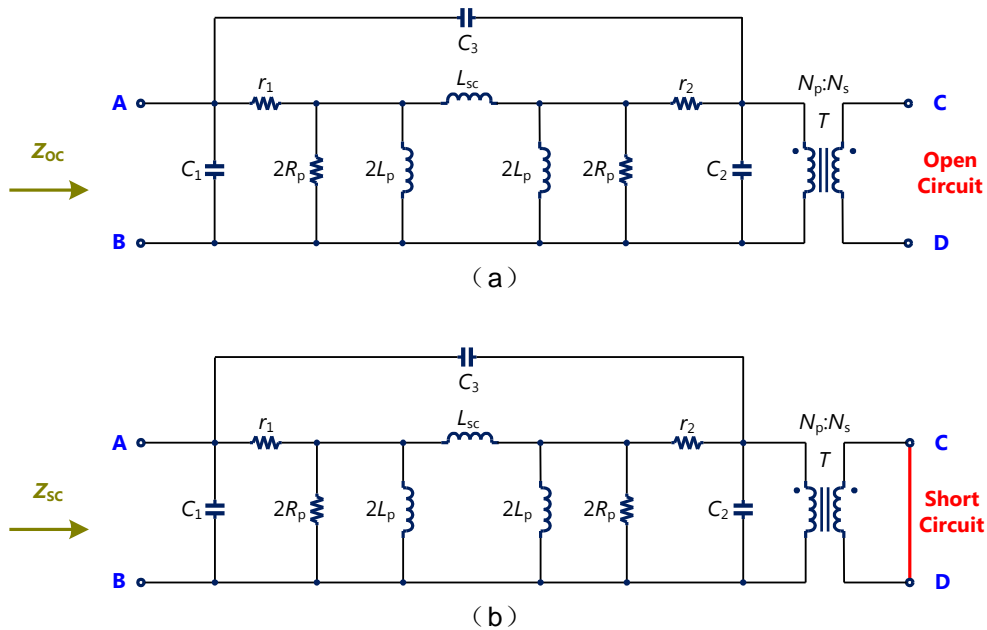 C3
Lsc
r1
r2
Np:Ns
A
C
T
ZOC
C1
2Rp
2Lp
2Lp
2Rp
C2
Open
Circuit
B
D
（a）
C3
Lsc
r1
r2
Np:Ns
A
C
T
ZSC
C1
2Rp
2Lp
2Lp
2Rp
C2
Short
Circuit
B
D
（b）